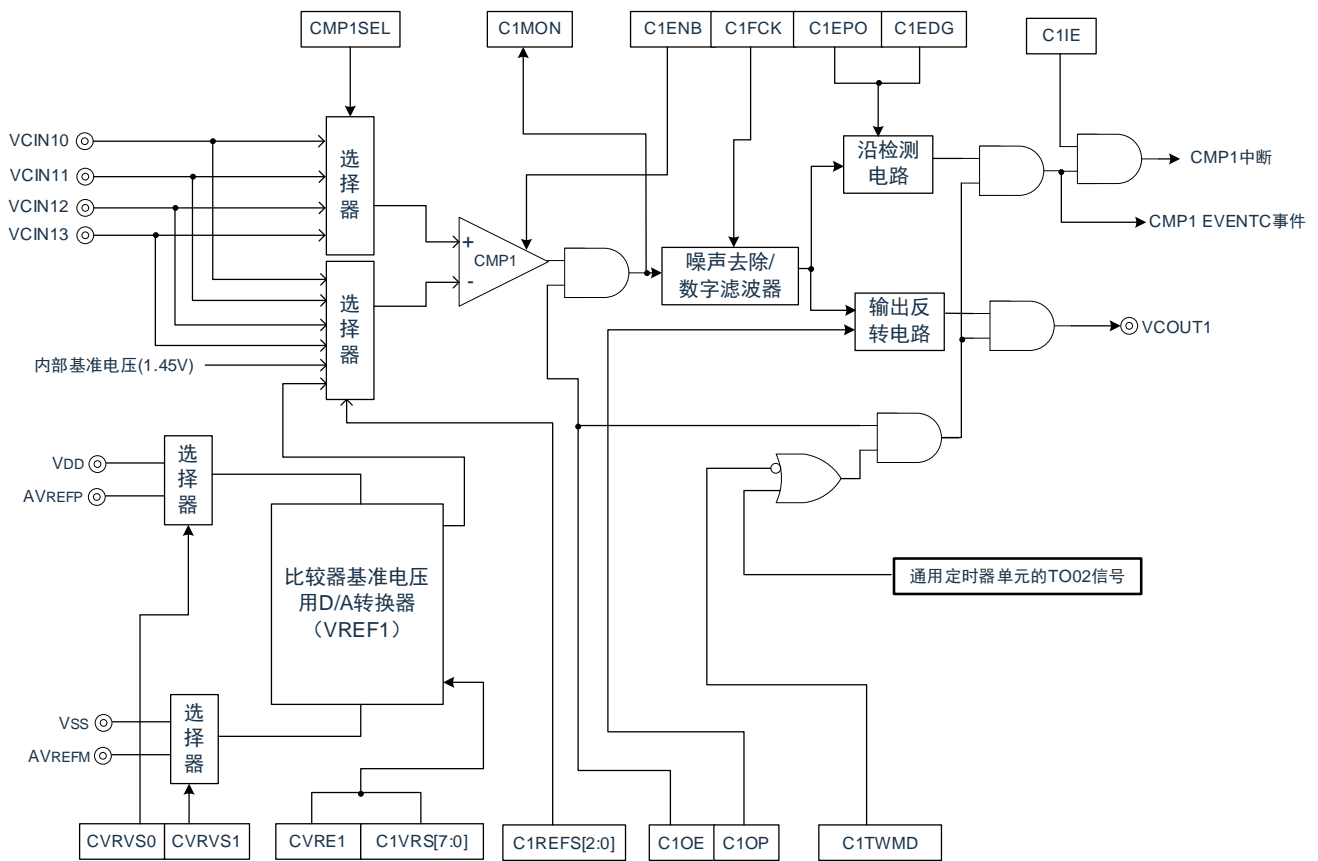 CMP1SEL
C1MON
C1ENB
C1FCK
C1EPO
C1EDG
C1IE
VCIN10
VCIN11
VCIN12
VCIN13
选择器
选择器
内部基准电压(1.45V)
+
-
CMP1
噪声去除/
数字滤波器
沿检测
电路
输出反
转电路
CMP1中断
CMP1 EVENTC事件
VCOUT1
VDD
AVREFP
选择器
比较器基准电压
用D/A转换器
（VREF1）
通用定时器单元的TO02信号
VSS
AVREFM
选择器
CVRVS0
CVRVS1
CVRE1
C1VRS[7:0]
C1REFS[2:0]
C1OE
C1OP
C1TWMD